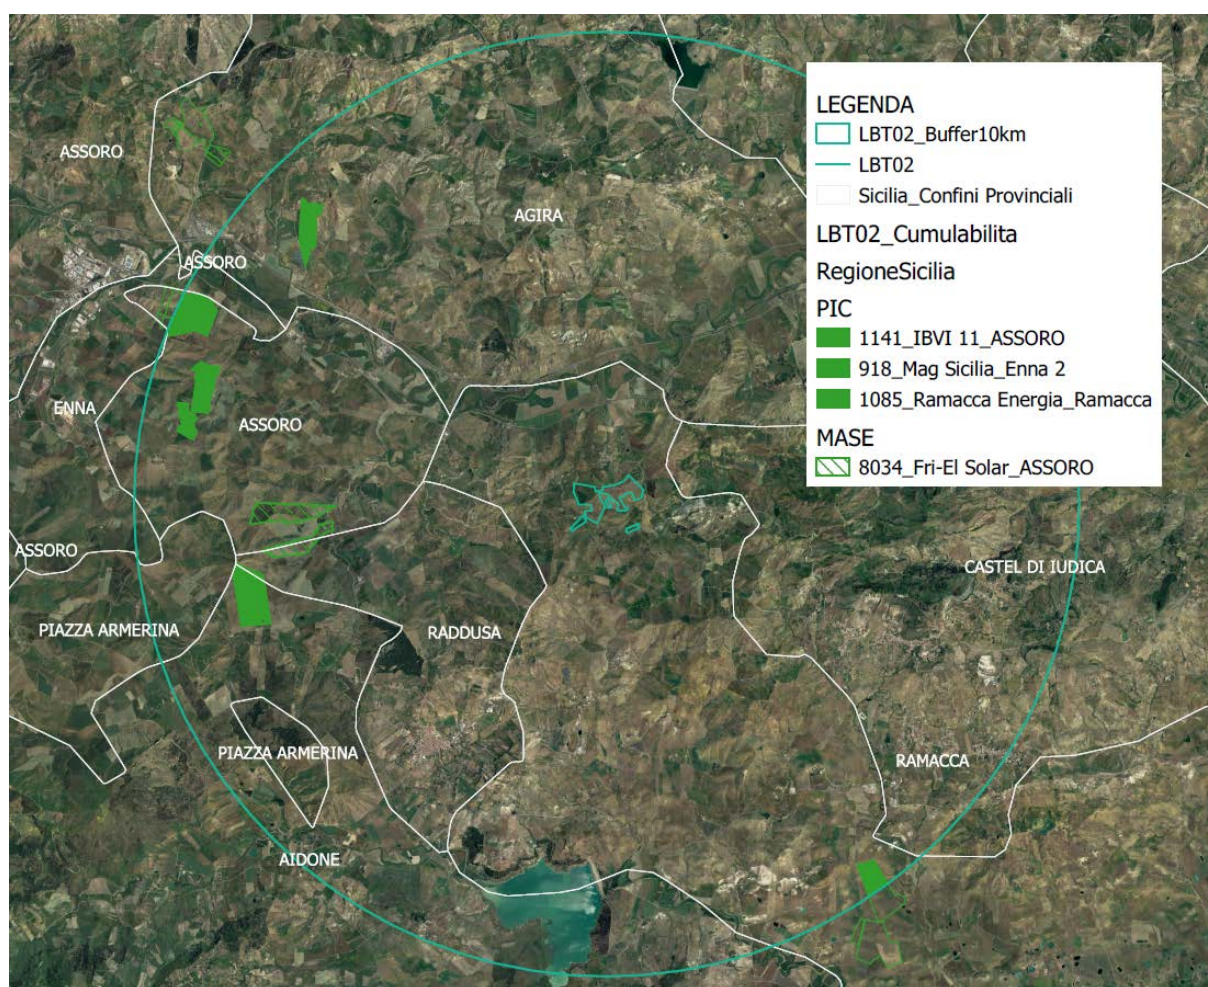 LEGENDA
LBT02_Buffer10km
LBT02
Sicilia_Confini Provinciali
LBT02_Cumulabilita
RegioneSicilia
PIC
1141_IBVI 11_ASSORO
918_Mag Sicilia_Enna 2
1085_Ramacca Energia_Ramacca
MASE
8034_Fri-El Solar_ASSORO
ASSORO
AGIRA
ASSORO
ENNA
ASSORO
ASSORO
CASTEL DI IUDICA
PIAZZA ARMERINA
RADDUSA
PIAZZA ARMERINA
RAMACCA
AIDONE